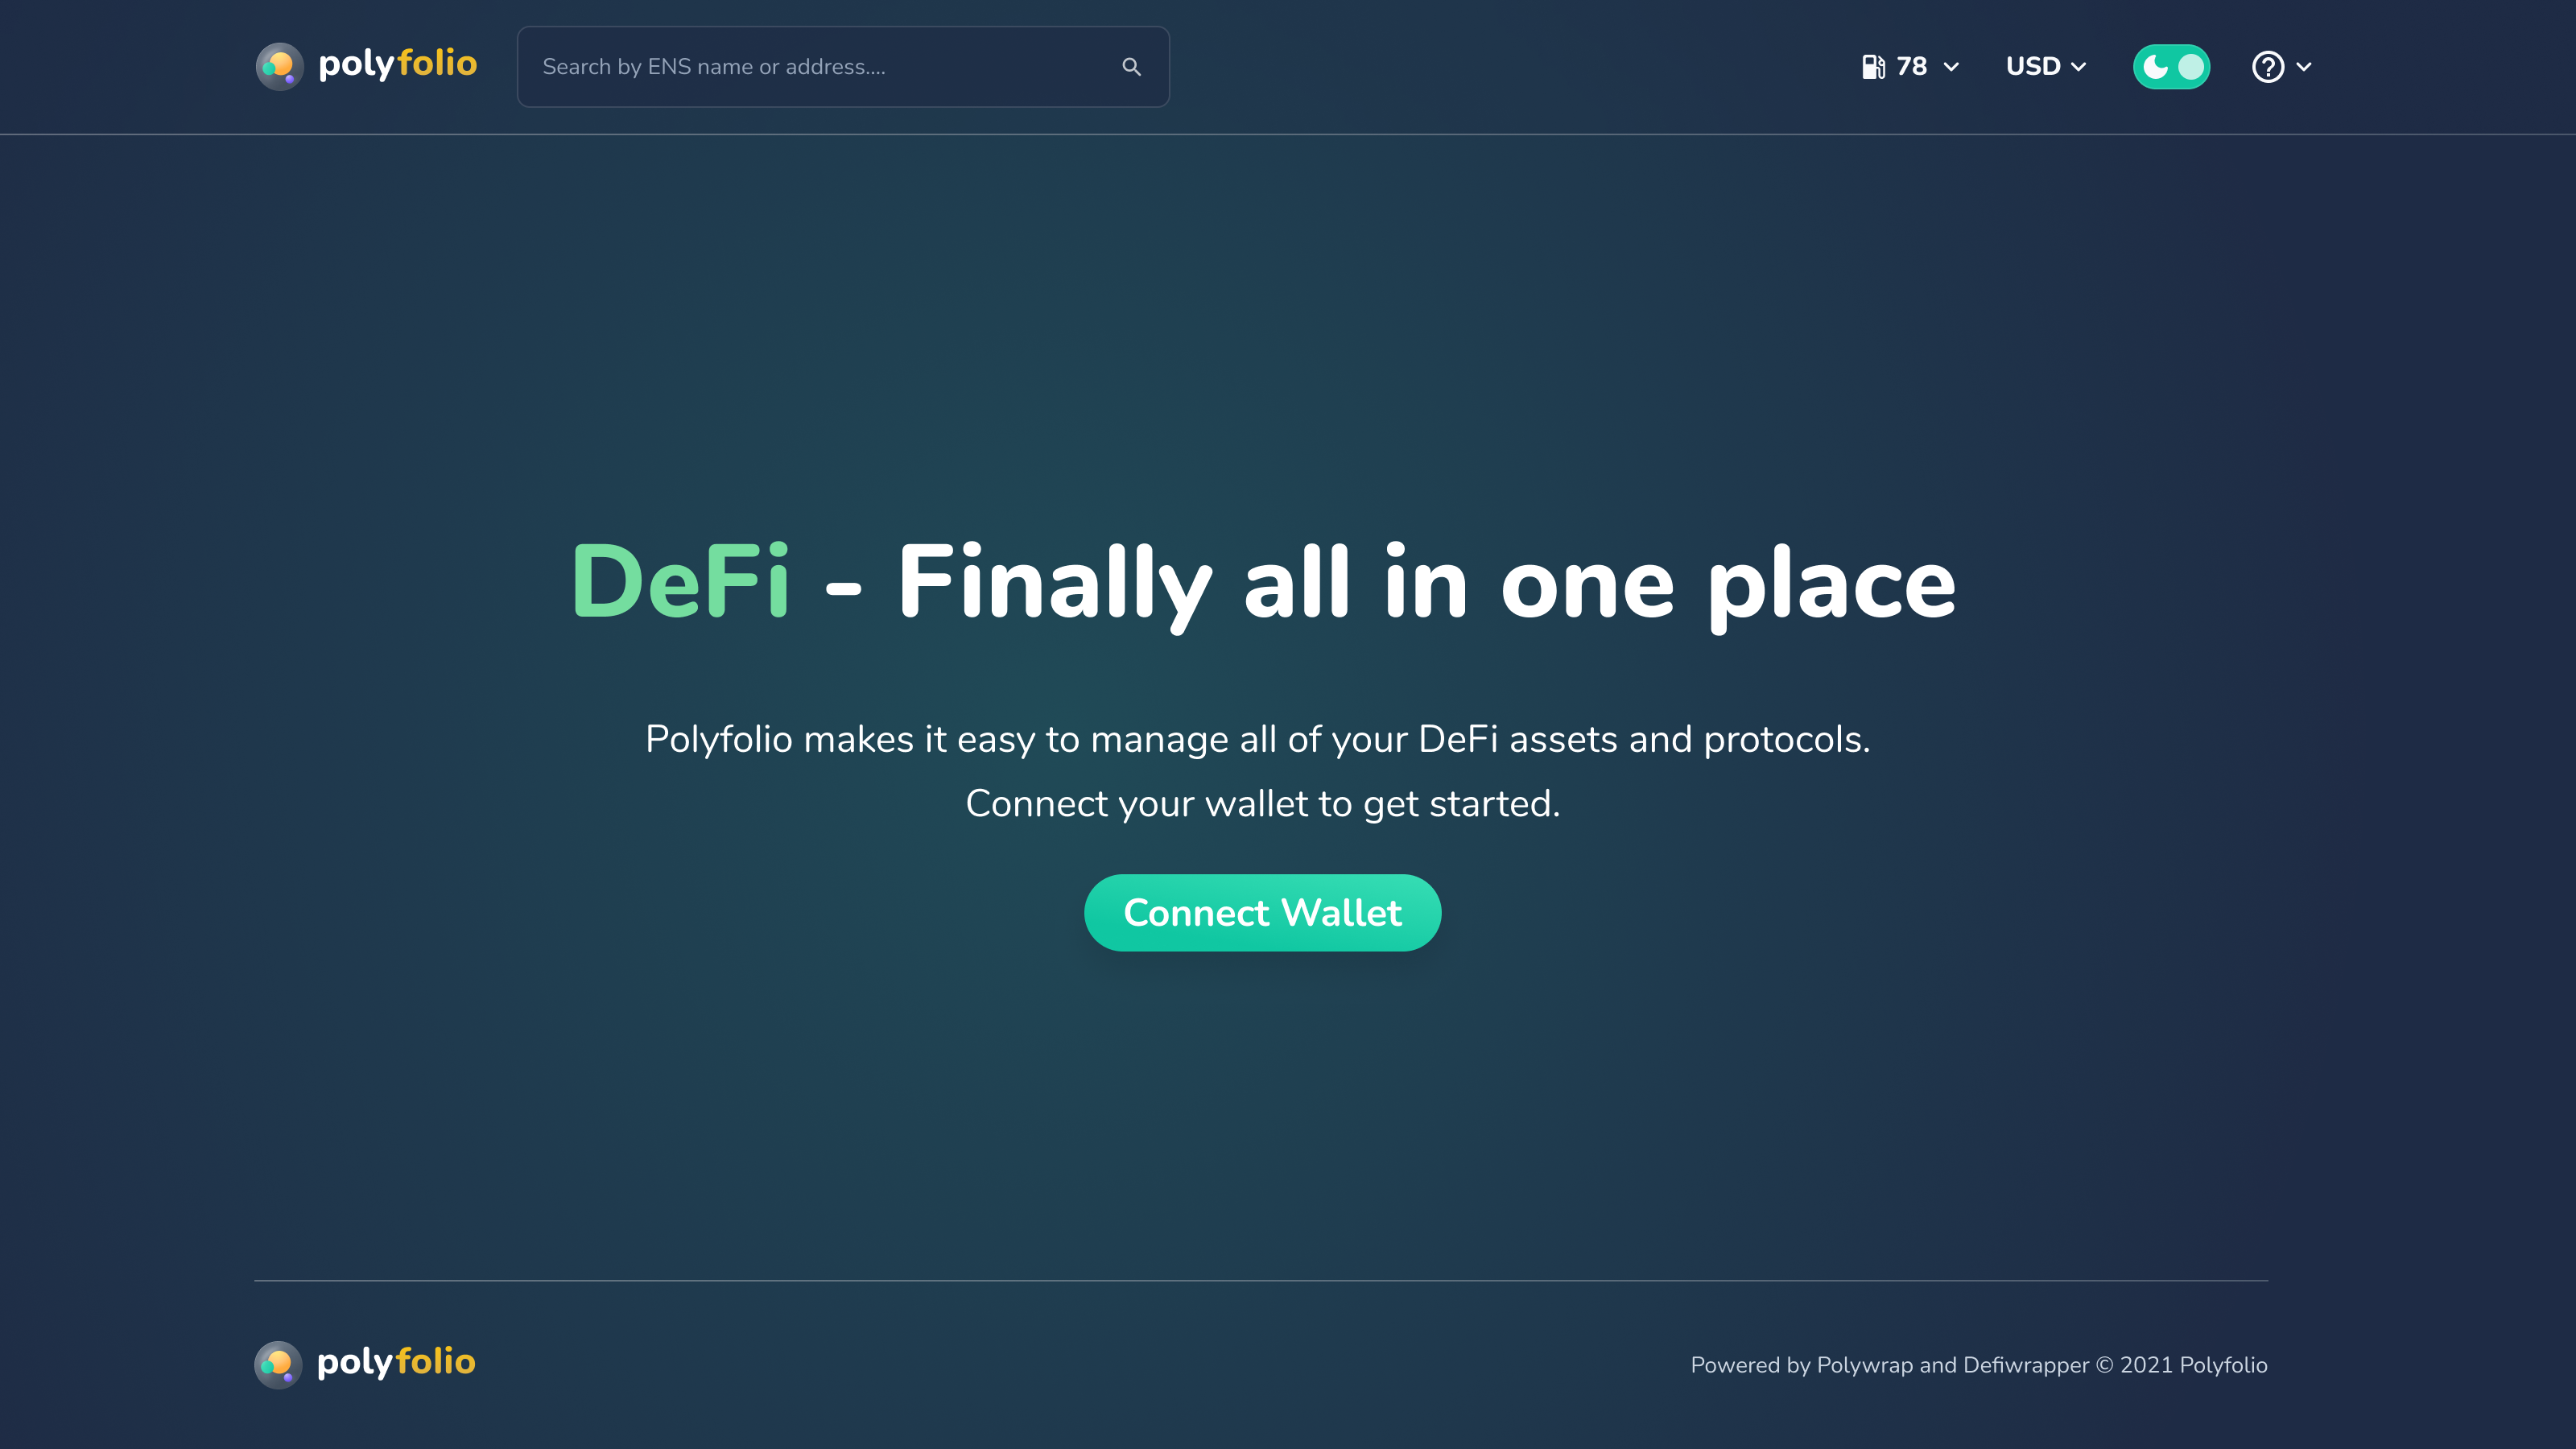 polyfolio
Search by ENS name or address....
78
USD
DeFi - Finally all in one place
Polyfolio makes it easy to manage all of your DeFi assets and protocols.
Connect your wallet to get started.
Connect Wallet
polyfolio
Powered by Polywrap and Defiwrapper © 2021 Polyfolio